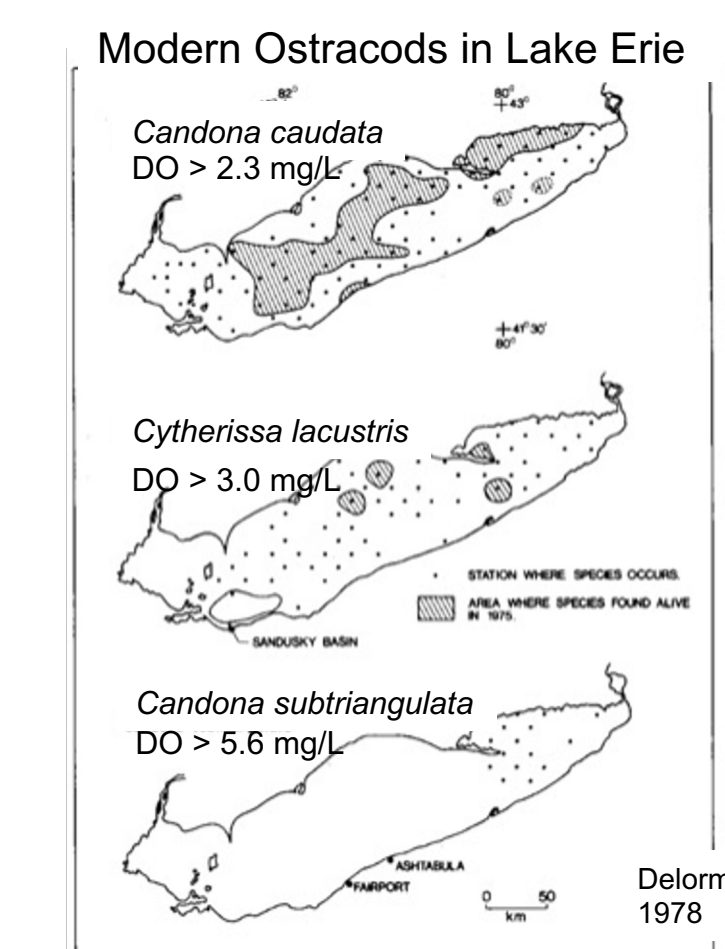 Modern Ostracods in Lake Erie
82°
80°
43°
Candona caudata
DO > 2.3 mg/L
41° 30'
80°
Cytherissa lacustris
DO > 3.0 mg/L
STATION WHERE SPECIES OCCURS.
AREA WHERE SPECIES FOUND ALIVE
IN 1975.
SANDUSKY BASIN
Candona subtriangulata
DO > 5.6 mg/L
ASHTABULA
FAIRPORT
0 50
km
Delorm
1978